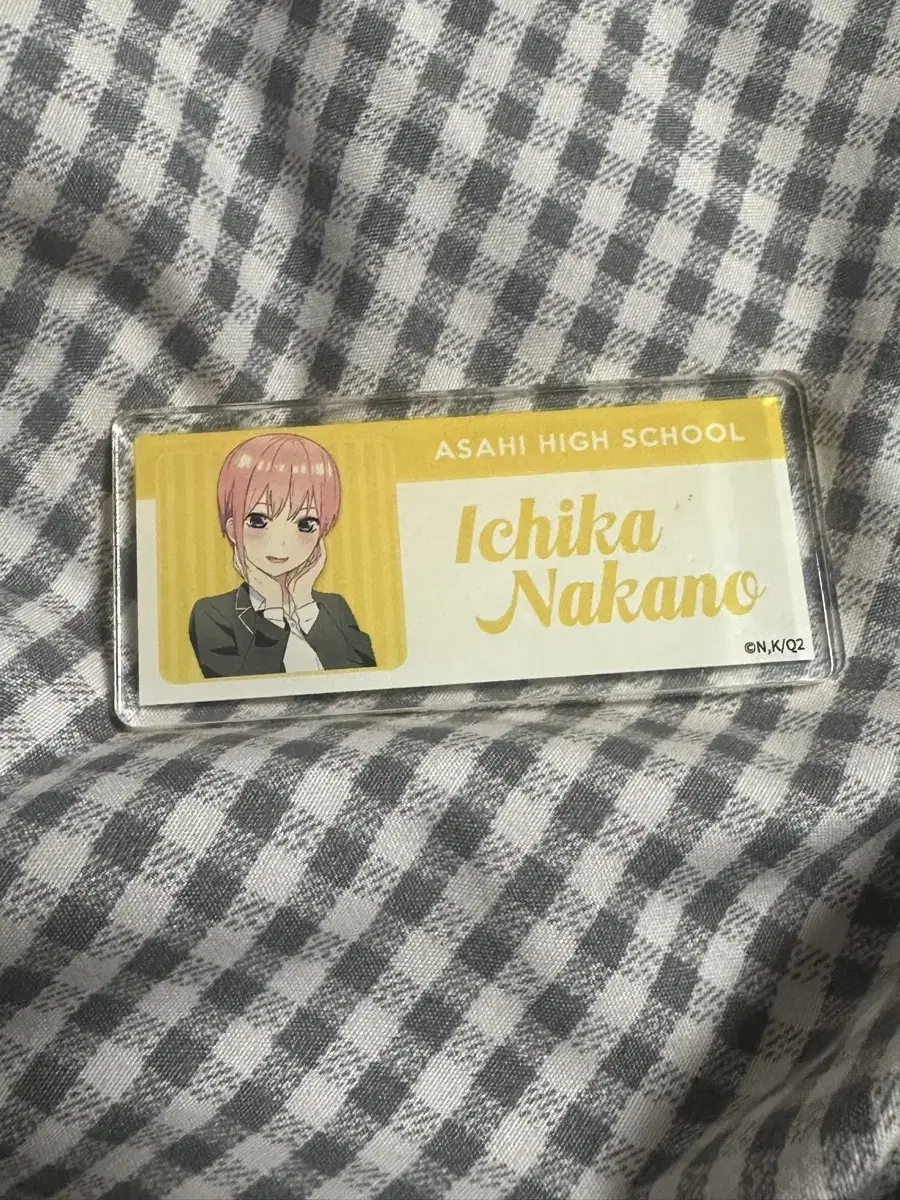 ASAHI HIGH SCHOOL
Ichika
Nakano
©N,K/Q2